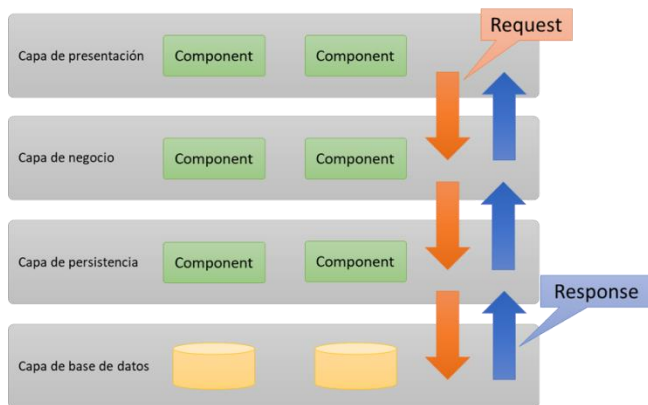 Request
Capa de presentación
Component
Component
Capa de negocio
Component
Component
Capa de persistencia
Component
Component
Response
Capa de base de datos